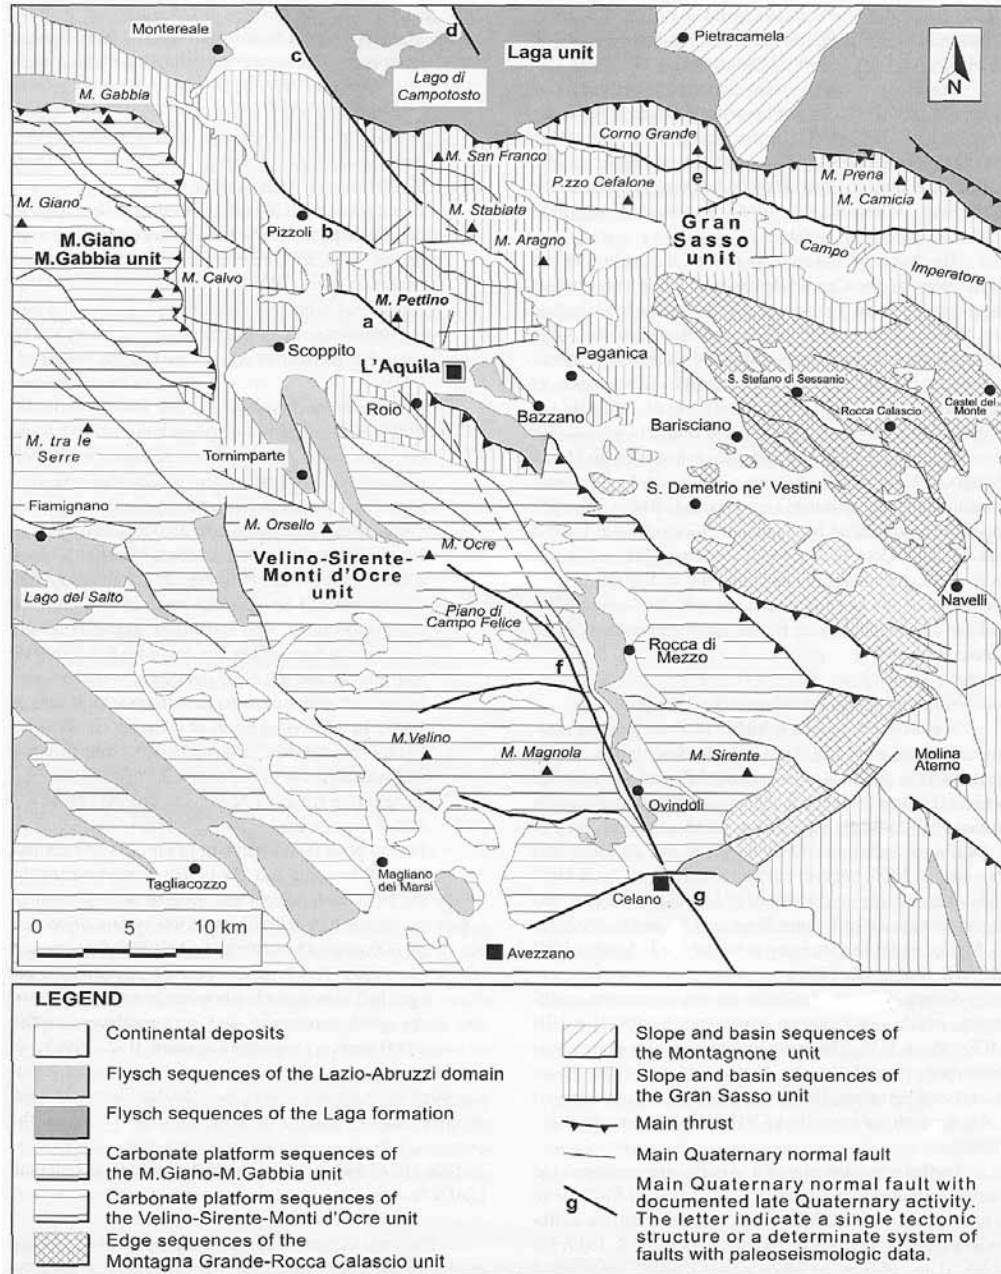 Montereale
c
d
Pietracamela
Laga unit
Lago di
Campotosto
N
M. Gabbia
Corno Grande
M. San Franco
e
M. Prena
P.zzo Cefalone
M. Camicia
M. Giano
Pizzoli
b
M. Stabiata
Gran
Sasso
unit
M.Giano
M.Gabbia unit
M. Aragno
Campo
Imperatore
M. Calvo
M. Pettino
a
Scoppito
L'Aquila
Paganica
S. Stefano di Sessanio
Castel del
Monte
Roio
Bazzano
Barisciano
Rocca Calascio
M. tra le
Serre
Tornimparte
S. Demetrio ne' Vestini
Fiamignano
M. Orsello
M. Ocre
Velino-Sirente-
Monti d'Ocre
unit
Lago del Salto
Navelli
Piano di
Campo Felice
Rocca di
Mezzo
f
M.Velino
M. Magnola
M. Sirente
Molina
Aterno
Ovindoli
Tagliacozzo
Magliano
dei Marsi
Celano
g
0 5 10 km
Avezzano
LEGEND
Continental deposits
Flysch sequences of the Lazio-Abruzzi domain
Flysch sequences of the Laga formation
Carbonate platform sequences of
the M.Giano-M.Gabbia unit
Carbonate platform sequences of
the Velino-Sirente-Monti d'Ocre unit
Edge sequences of the
Montagna Grande-Rocca Calascio unit
Slope and basin sequences of
the Montagnone unit
Slope and basin sequences of
the Gran Sasso unit
Main thrust
Main Quaternary normal fault
g
Main Quaternary normal fault with
documented late Quaternary activity.
The letter indicate a single tectonic
structure or a determinate system of
faults with paleoseismologic data.